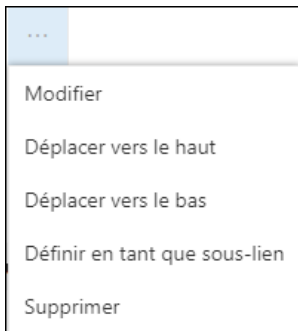 ...
Modifier
Déplacer vers le haut
Déplacer vers le bas
Définir en tant que sous-lien
Supprimer